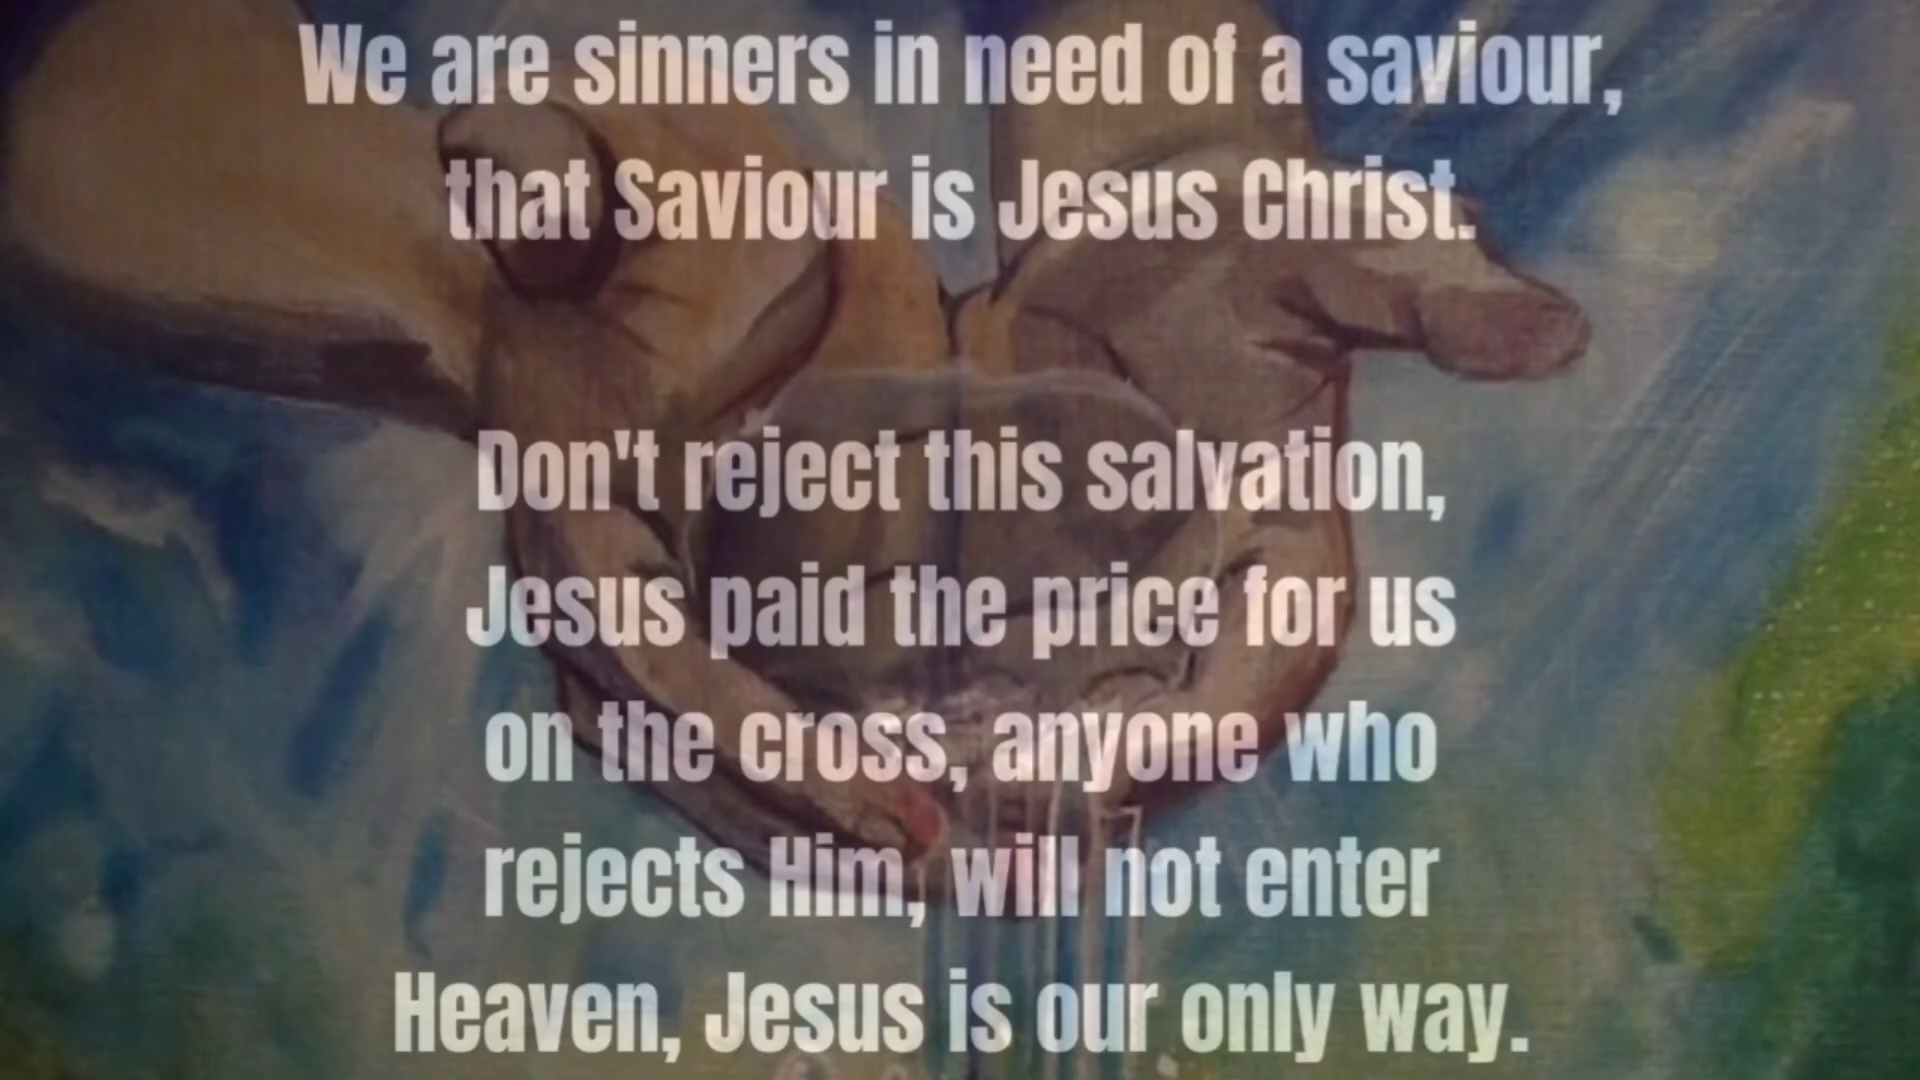 We are sinners in need of a saviour,
that Saviour is Jesus Christ.
Don't reject this salvation,
Jesus paid the price for us
on the cross, anyone who
rejects Him, will not enter
Heaven, Jesus is our only way.